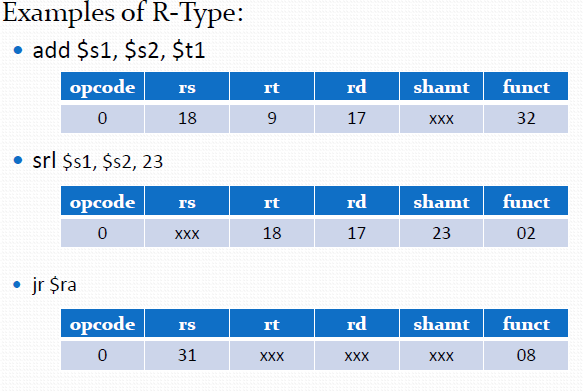 Examples of R-Type:
• add $s1, $s2, $t1
opcode rs rt rd shamt funct
0 18 9 17 xxx 32
• srl $s1, $s2, 23
opcode rs rt rd shamt funct
0 xxx 18 17 23 02
• jr $ra
opcode rs rt rd shamt funct
0 31 xxx xxx xxx 08